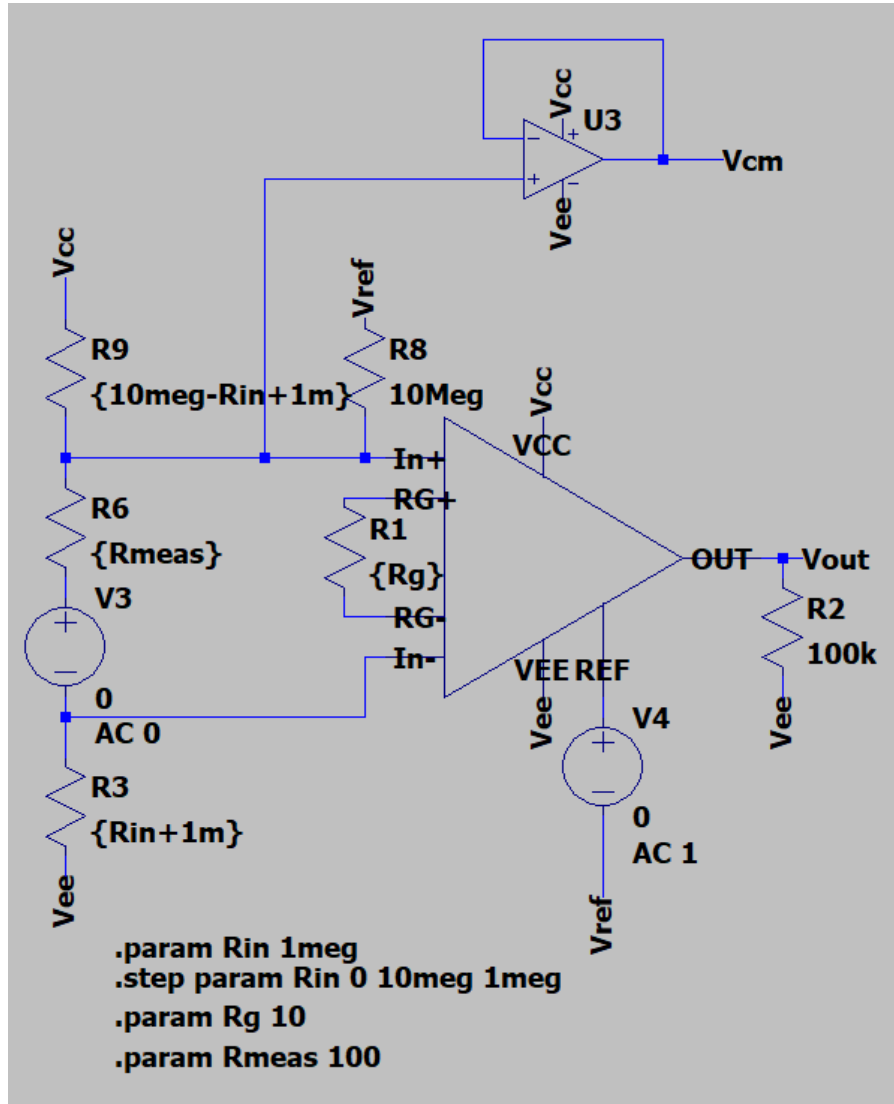 Vcc
U3
+
−
+
−
Vcm
Vee
Vcc
Vref
R9
{10meg-Rin+1m}
R8
10Meg
Vcc
VCC
In+
RG+
R6
{Rmeas}
R1
{Rg}
V3
+
−
0
AC 0
RG-
In-
OUT
Vout
R2
100k
Vee
VEE
REF
Vee
V4
+
−
0
AC 1
Vref
R3
{Rin+1m}
Vee
.param Rin 1meg
.step param Rin 0 10meg 1meg
.param Rg 10
.param Rmeas 100